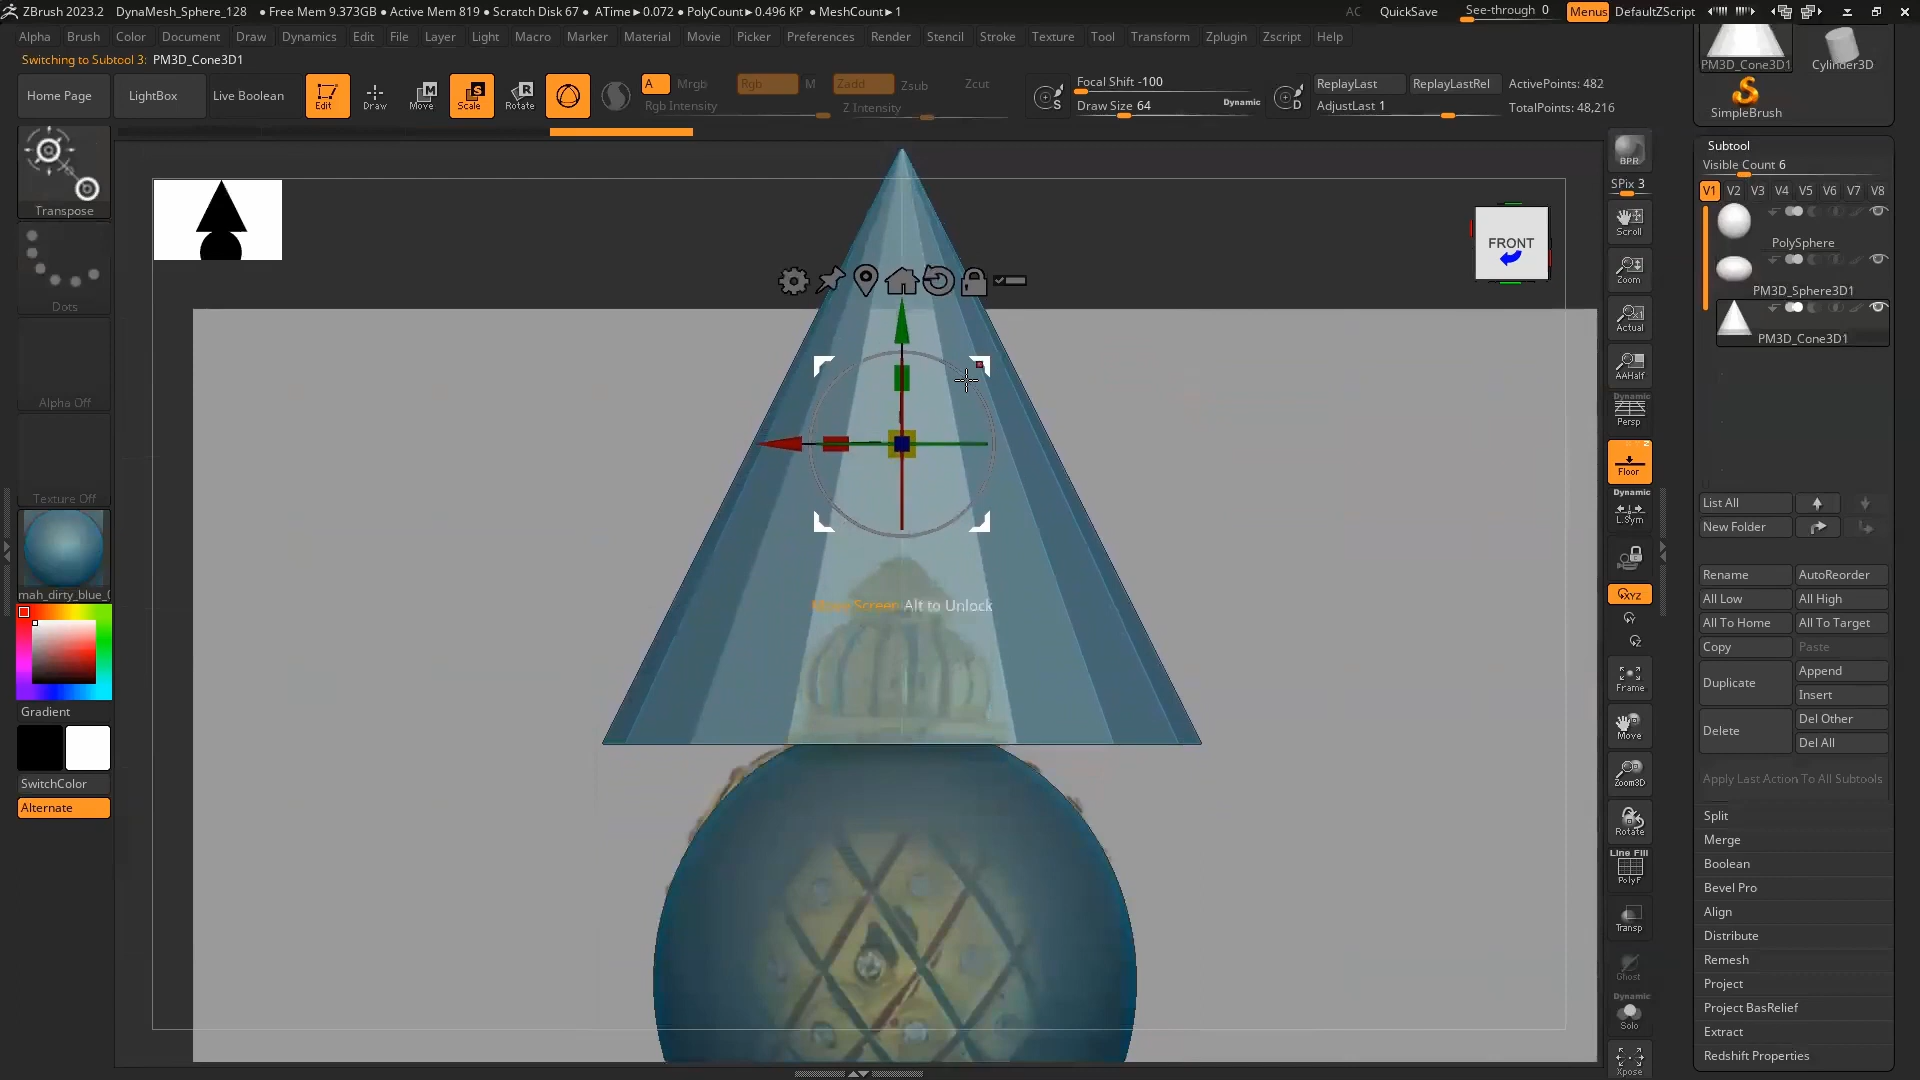 ZBrush 2023.2 DynaMesh_Sphere_128 • Free Mem 9.373GB • Active Mem 819 • Scratch Disk 67 • ATime►0.072 • PolyCount►0.496 KP • MeshCount►1 AC QuickSave See-through 0 Menus DefaultZScript
Alpha Brush Color Document Draw Dynamics Edit File Layer Light Macro Marker Material Movie Picker Preferences Render Stencil Stroke Texture Tool Transform Zplugin Zscript Help
Switching to Subtool 3: PM3D_Cone3D1
Home Page LightBox Live Boolean Edit Draw Move Scale Rotate A Mrgb Rgb M Zadd Zsub Zcut
Rgb Intensity Z Intensity
S Focal Shift -100
Draw Size 64 Dynamic
D ReplayLast ReplayLastRel ActivePoints: 482
AdjustLast 1 TotalPoints: 48,216
Transpose
Dots
Alpha Off
Texture Off
mah_dirty_blue_
Gradient
SwitchColor
Alternate
FRONT
Alt to Unlock
BPR
SPix 3
Scroll
Zoom
Actual
AAHalf
Dynamic
Persp
Floor
Dynamic
L.Sym
XYZ
Y
Z
Frame
Move
Zoom3D
Rotate
Line Fill
PolyF
Transp
Ghost
Dynamic
Solo
Xpose
PM3D_Cone3D1 Cylinder3D
SimpleBrush
Subtool
Visible Count 6
V1 V2 V3 V4 V5 V6 V7 V8
PolySphere
PM3D_Sphere3D1
PM3D_Cone3D1
List All
New Folder
Rename AutoReorder
All Low All High
All To Home All To Target
Copy Paste
Duplicate Append
Insert
Delete Del Other
Del All
Apply Last Action To All Subtools
Split
Merge
Boolean
Bevel Pro
Align
Distribute
Remesh
Project
Project BasRelief
Extract
Redshift Properties